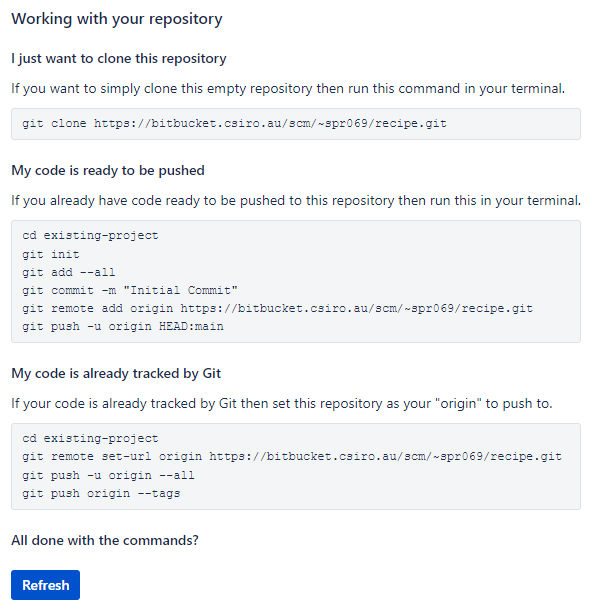 Working with your repository
I just want to clone this repository
If you want to simply clone this empty repository then run this command in your terminal.
git clone https://bitbucket.csiro.au/scm/~spr069/recipe.git
My code is ready to be pushed
If you already have code ready to be pushed to this repository then run this in your terminal.
cd existing-project
git init
git add --all
git commit -m "Initial Commit"
git remote add origin https://bitbucket.csiro.au/scm/~spr069/recipe.git
git push -u origin HEAD:main
My code is already tracked by Git
If your code is already tracked by Git then set this repository as your "origin" to push to.
cd existing-project
git remote set-url origin https://bitbucket.csiro.au/scm/~spr069/recipe.git
git push -u origin --all
git push origin --tags
All done with the commands?
Refresh